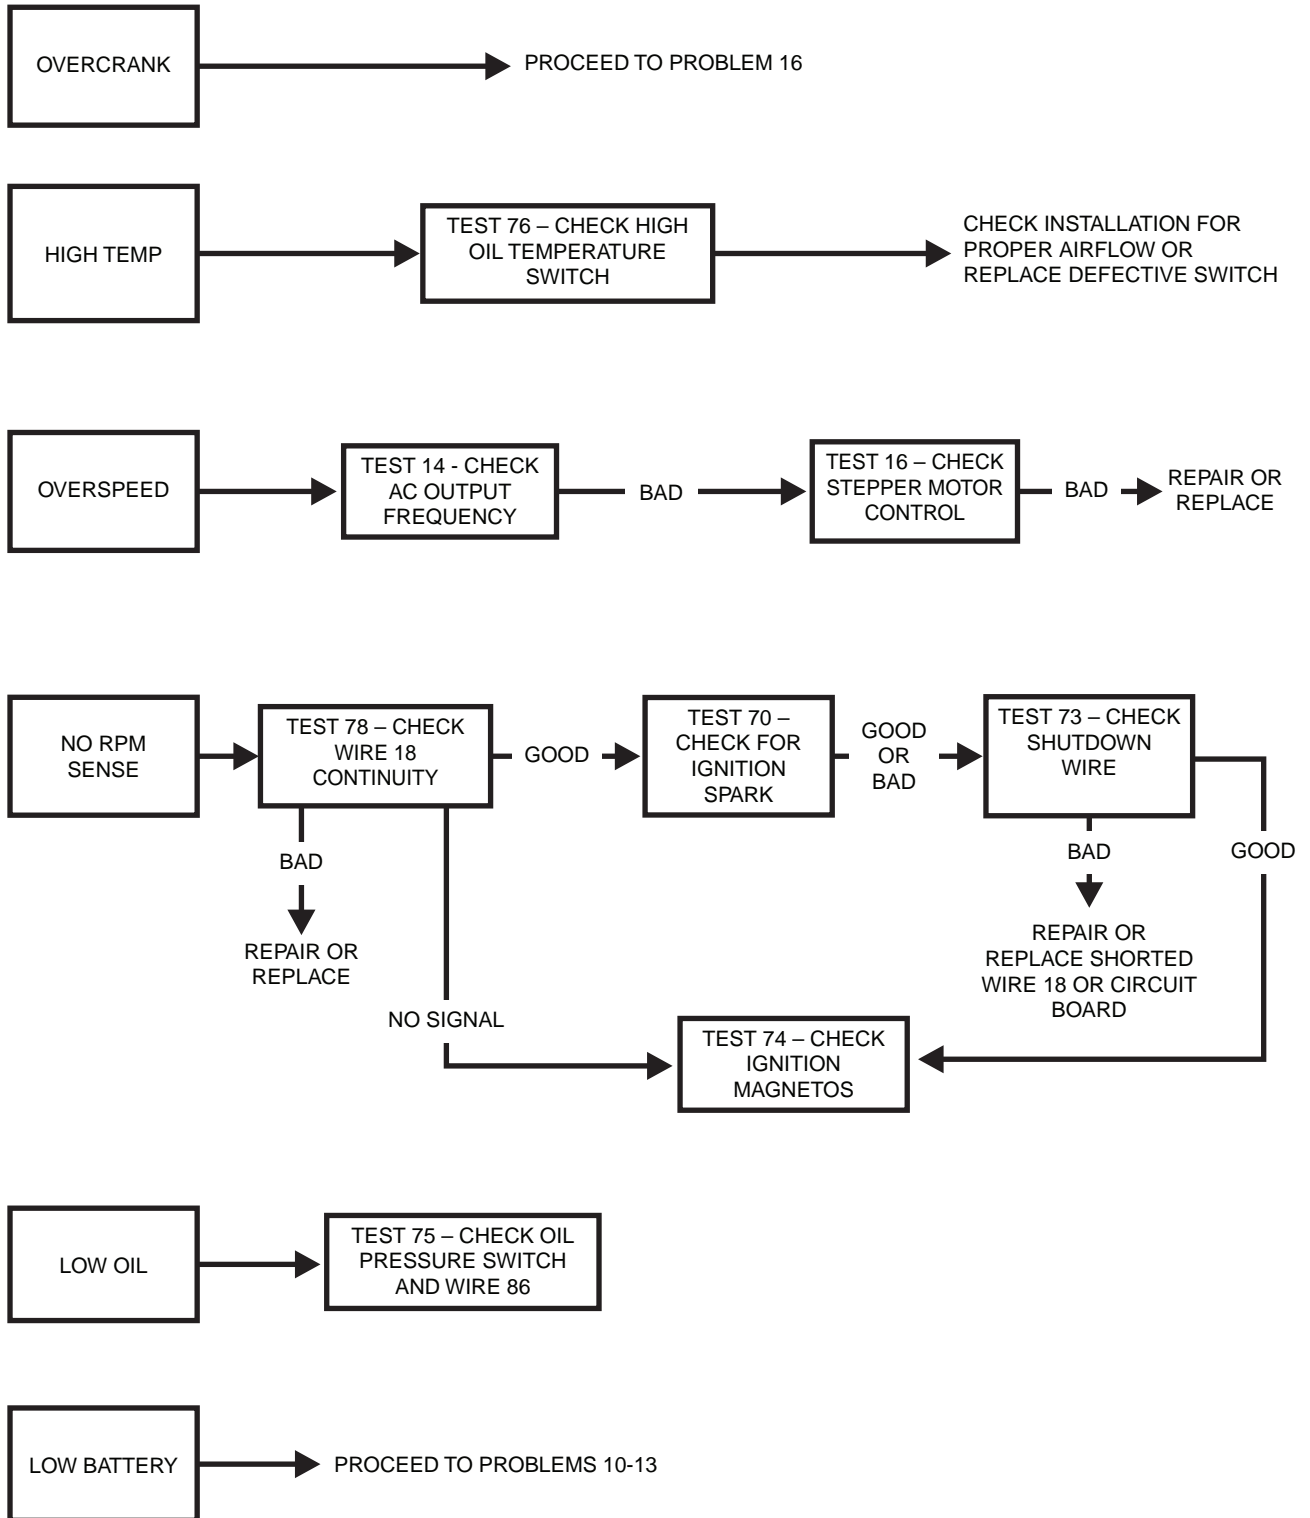 OVERCRANK
PROCEED TO PROBLEM 16
HIGH TEMP
TEST 76 – CHECK HIGH
OIL TEMPERATURE
SWITCH
CHECK INSTALLATION FOR
PROPER AIRFLOW OR
REPLACE DEFECTIVE SWITCH
OVERSPEED
TEST 14 - CHECK
AC OUTPUT
FREQUENCY
BAD
TEST 16 – CHECK
STEPPER MOTOR
CONTROL
BAD
REPAIR OR
REPLACE
NO RPM
SENSE
TEST 78 – CHECK
WIRE 18
CONTINUITY
GOOD
TEST 70 –
CHECK FOR
IGNITION
SPARK
GOOD
OR
BAD
TEST 73 – CHECK
SHUTDOWN
WIRE
BAD
REPAIR OR
REPLACE
NO SIGNAL
BAD
GOOD
REPAIR OR
REPLACE SHORTED
WIRE 18 OR CIRCUIT
BOARD
TEST 74 – CHECK
IGNITION
MAGNETOS
LOW OIL
TEST 75 – CHECK OIL
PRESSURE SWITCH
AND WIRE 86
LOW BATTERY
PROCEED TO PROBLEMS 10-13